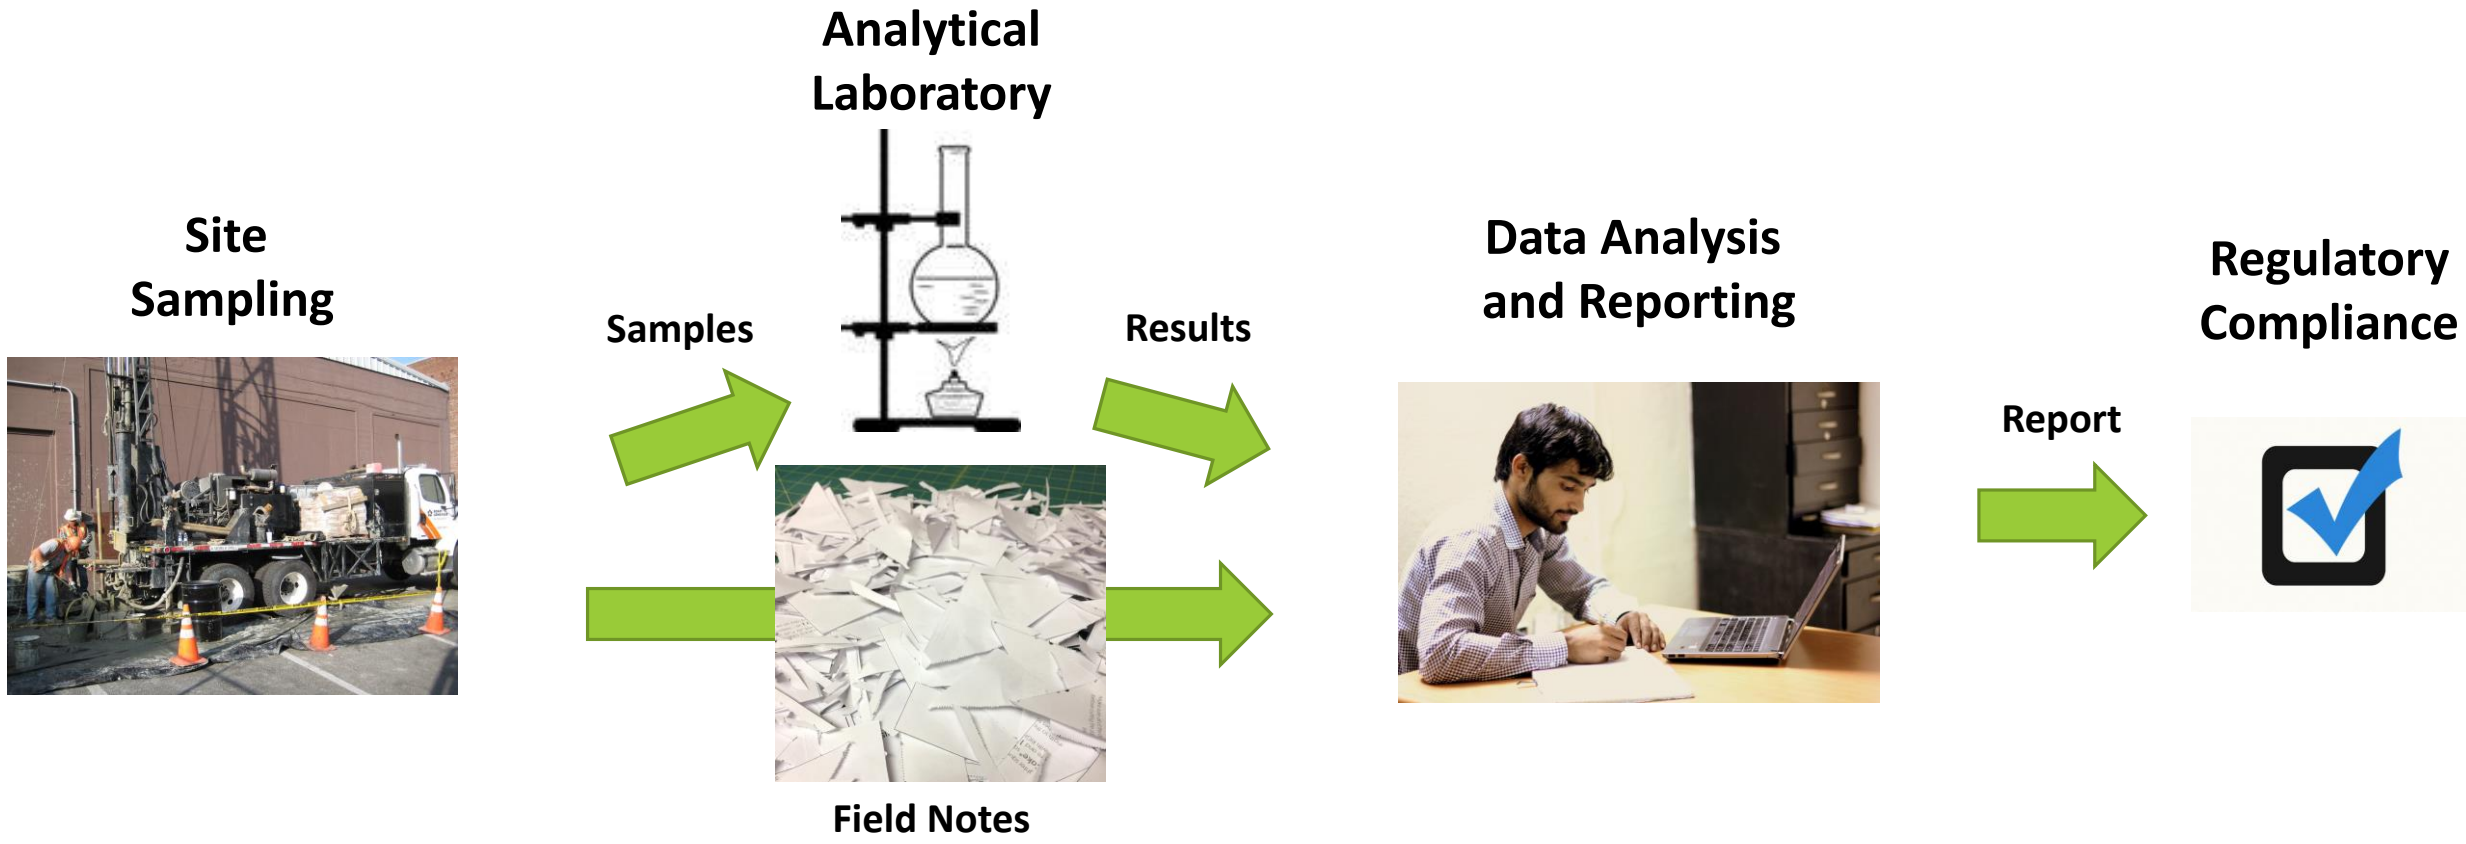 Analytical
Laboratory
Site
Sampling
Samples
Results
Data Analysis
and Reporting
Regulatory
Compliance
Report
Field Notes